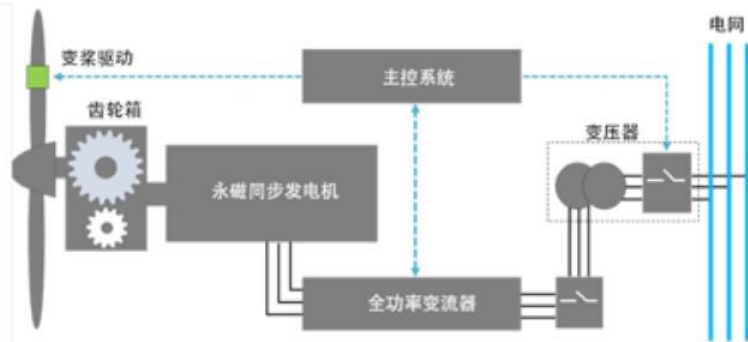 电网
变桨驱动
主控系统
齿轮箱
变压器
永磁同步发电机
全功率变流器